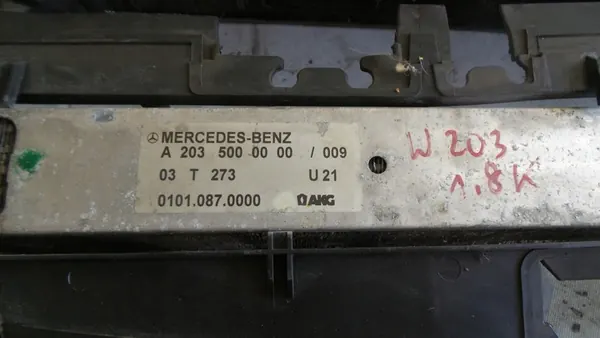 MERCEDES-BENZ
A 203 500 00 00 / 009
03 T 273 U 21
0101.087.0000 AKG
W 203
1.8K